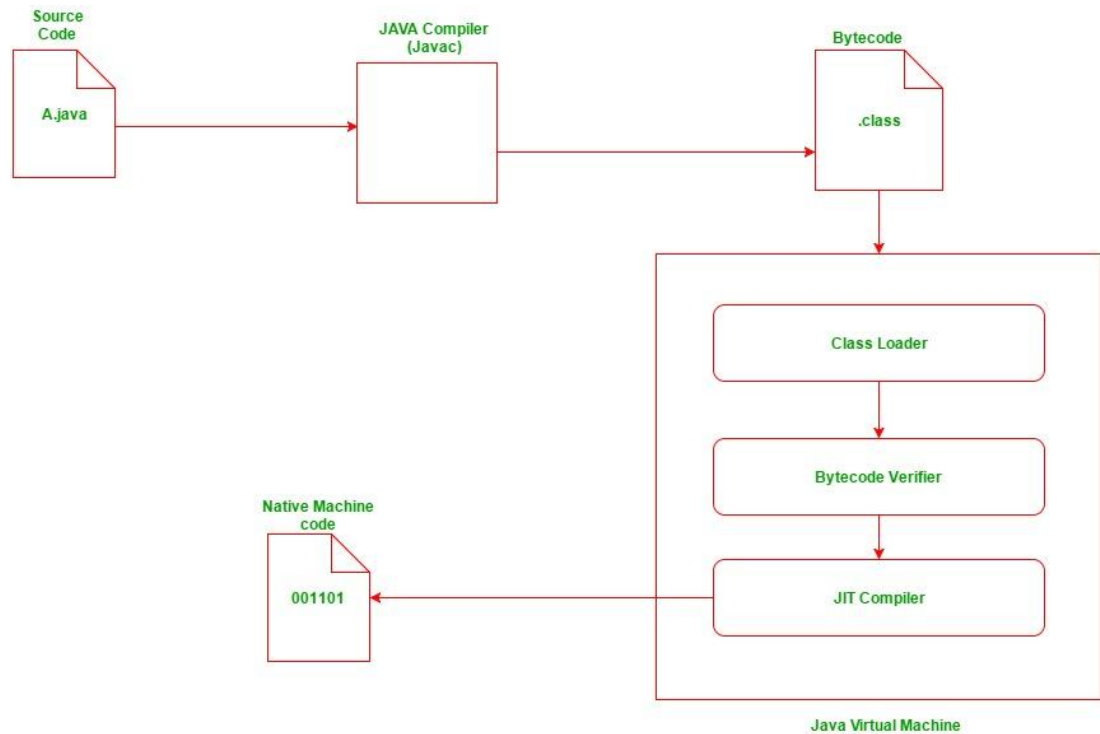 Source
Code
A.java
JAVA Compiler
(Javac)
Bytecode
.class
Class Loader
Bytecode Verifier
JIT Compiler
Native Machine
code
001101
Java Virtual Machine